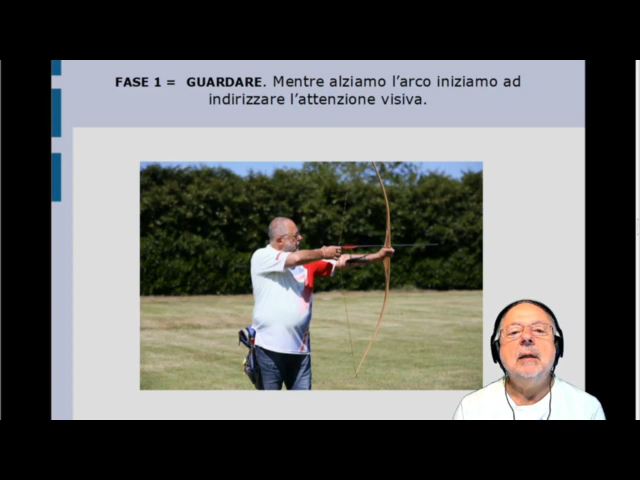 FASE 1 = GUARDARE. Mentre alziamo l’arco iniziamo ad
indirizzare l’attenzione visiva.